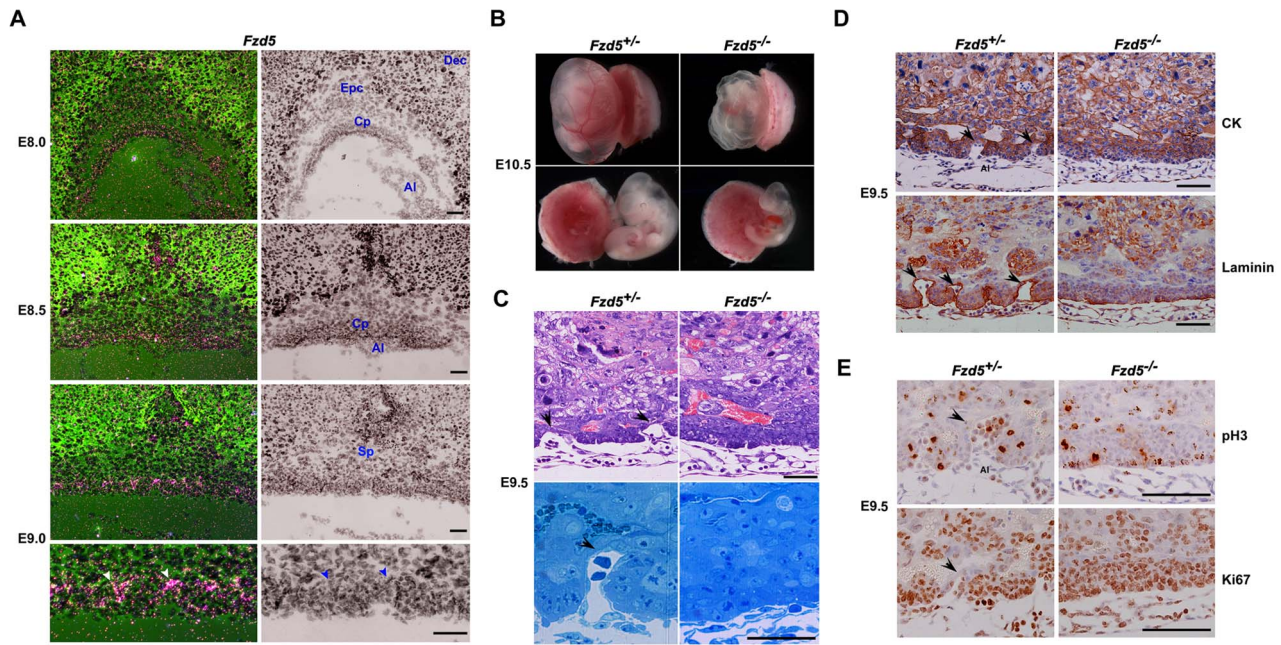 A
Fzd5
E8.0
Dec
Epc
Cp
Al
E8.5
Cp
Al
E9.0
Sp
B
Fzd5+/-
Fzd5-/-
E10.5
C
Fzd5+/-
Fzd5-/-
E9.5
D
Fzd5+/-
Fzd5-/-
E9.5
CK
Al
Laminin
E
Fzd5+/-
Fzd5-/-
E9.5
pH3
Al
Ki67